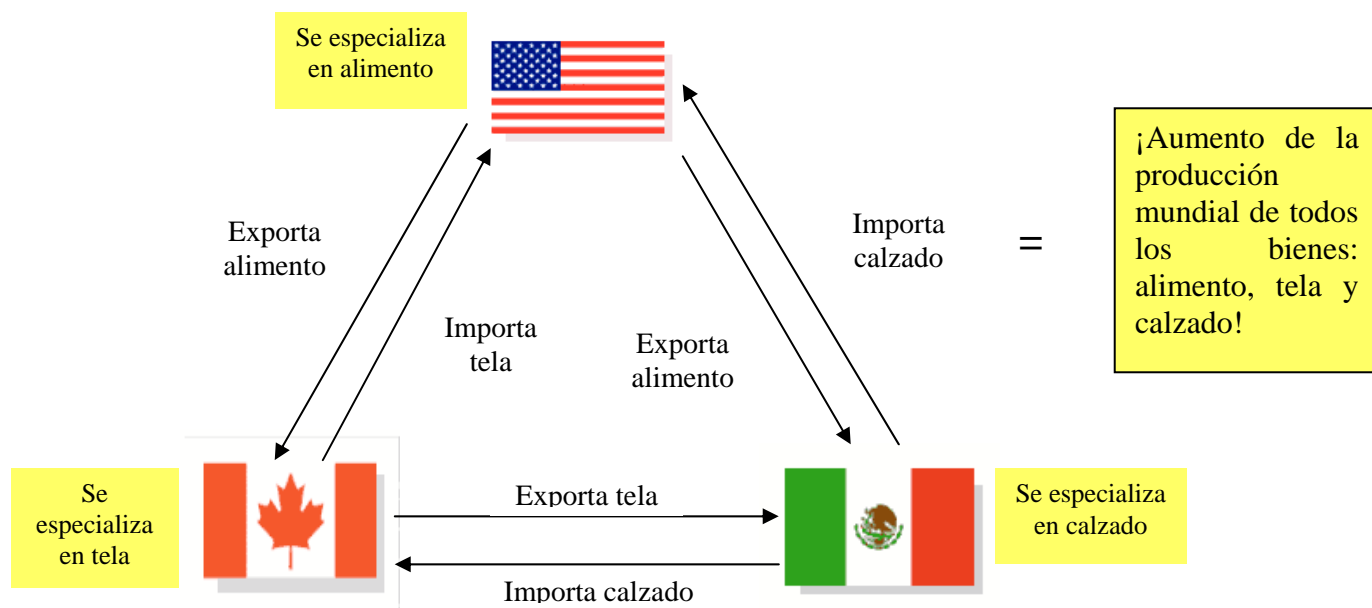 Se especializa
en alimento
¡Aumento de la
producción
mundial de todos
los bienes:
alimento, tela y
calzado!
Exporta
alimento
Importa
calzado
=
Importa
tela
Exporta
alimento
Se
especializa
en tela
Exporta tela
Se especializa
en calzado
Importa calzado